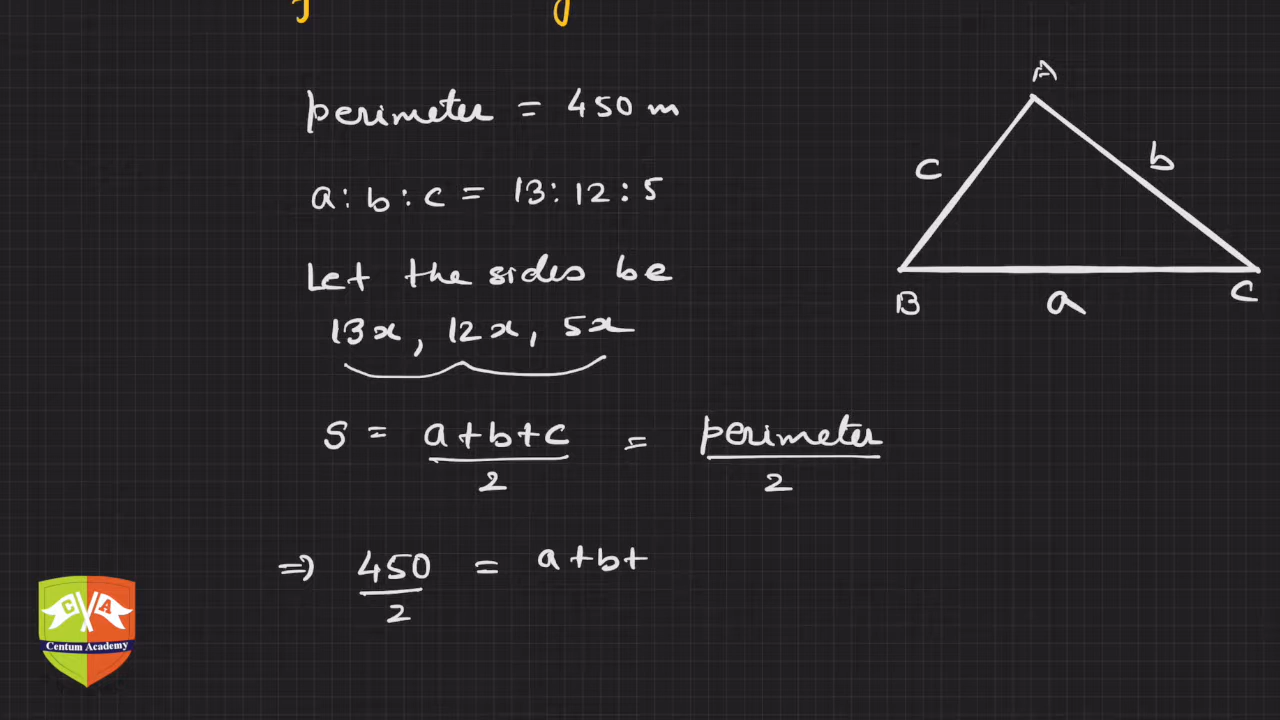 perimeter = 450 m
a : b : c = 13 : 12 : 5
Let the sides be
13x, 12x, 5x
S = a+b+c/2 = perimeter/2
⇒ 450/2 = a+b+
A
c
b
B
a
C
CA
Centum Academy